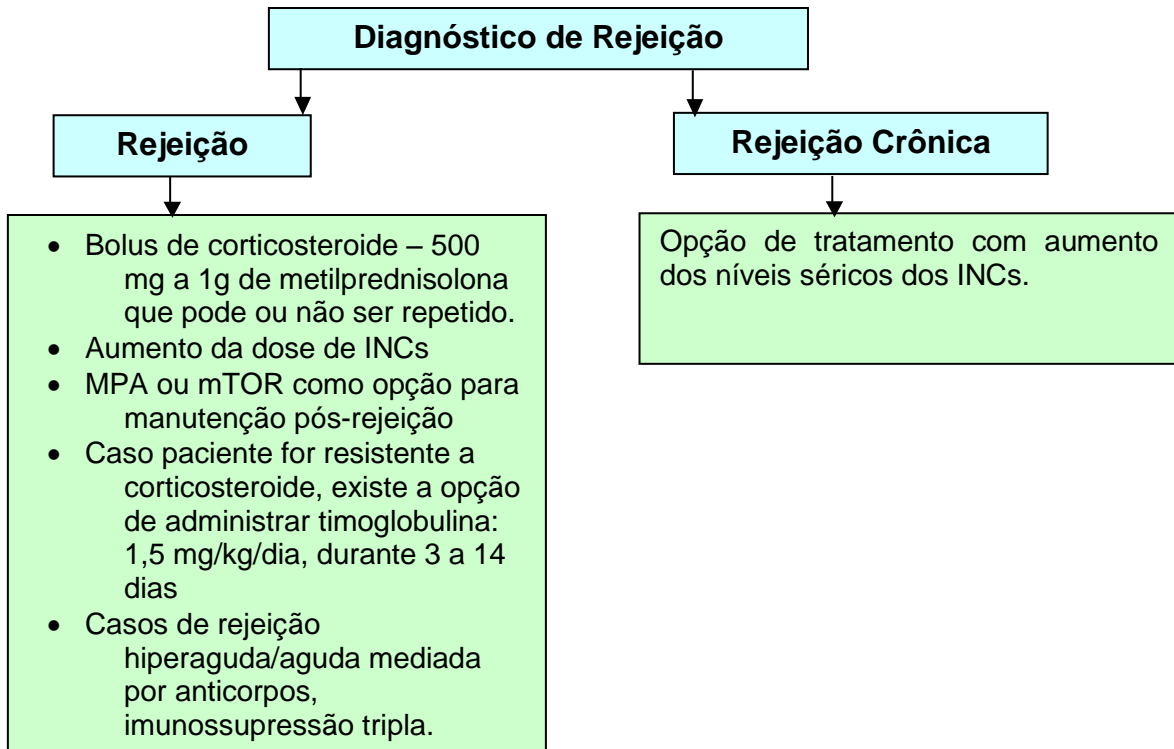 Diagnóstico de Rejeição
Rejeição
Rejeição Crônica
• Bolus de corticosteroide – 500
mg a 1g de metilprednisolona
que pode ou não ser repetido.
• Aumento da dose de INCs
• MPA ou mTOR como opção para
manutenção pós-rejeição
• Caso paciente for resistente a
corticosteroide, existe a opção
de administrar timoglobulina:
1,5 mg/kg/dia, durante 3 a 14
dias
• Casos de rejeição
hiperaguda/aguda mediada
por anticorpos,
imunossupressão tripla.
Opção de tratamento com aumento
dos níveis séricos dos INCs.